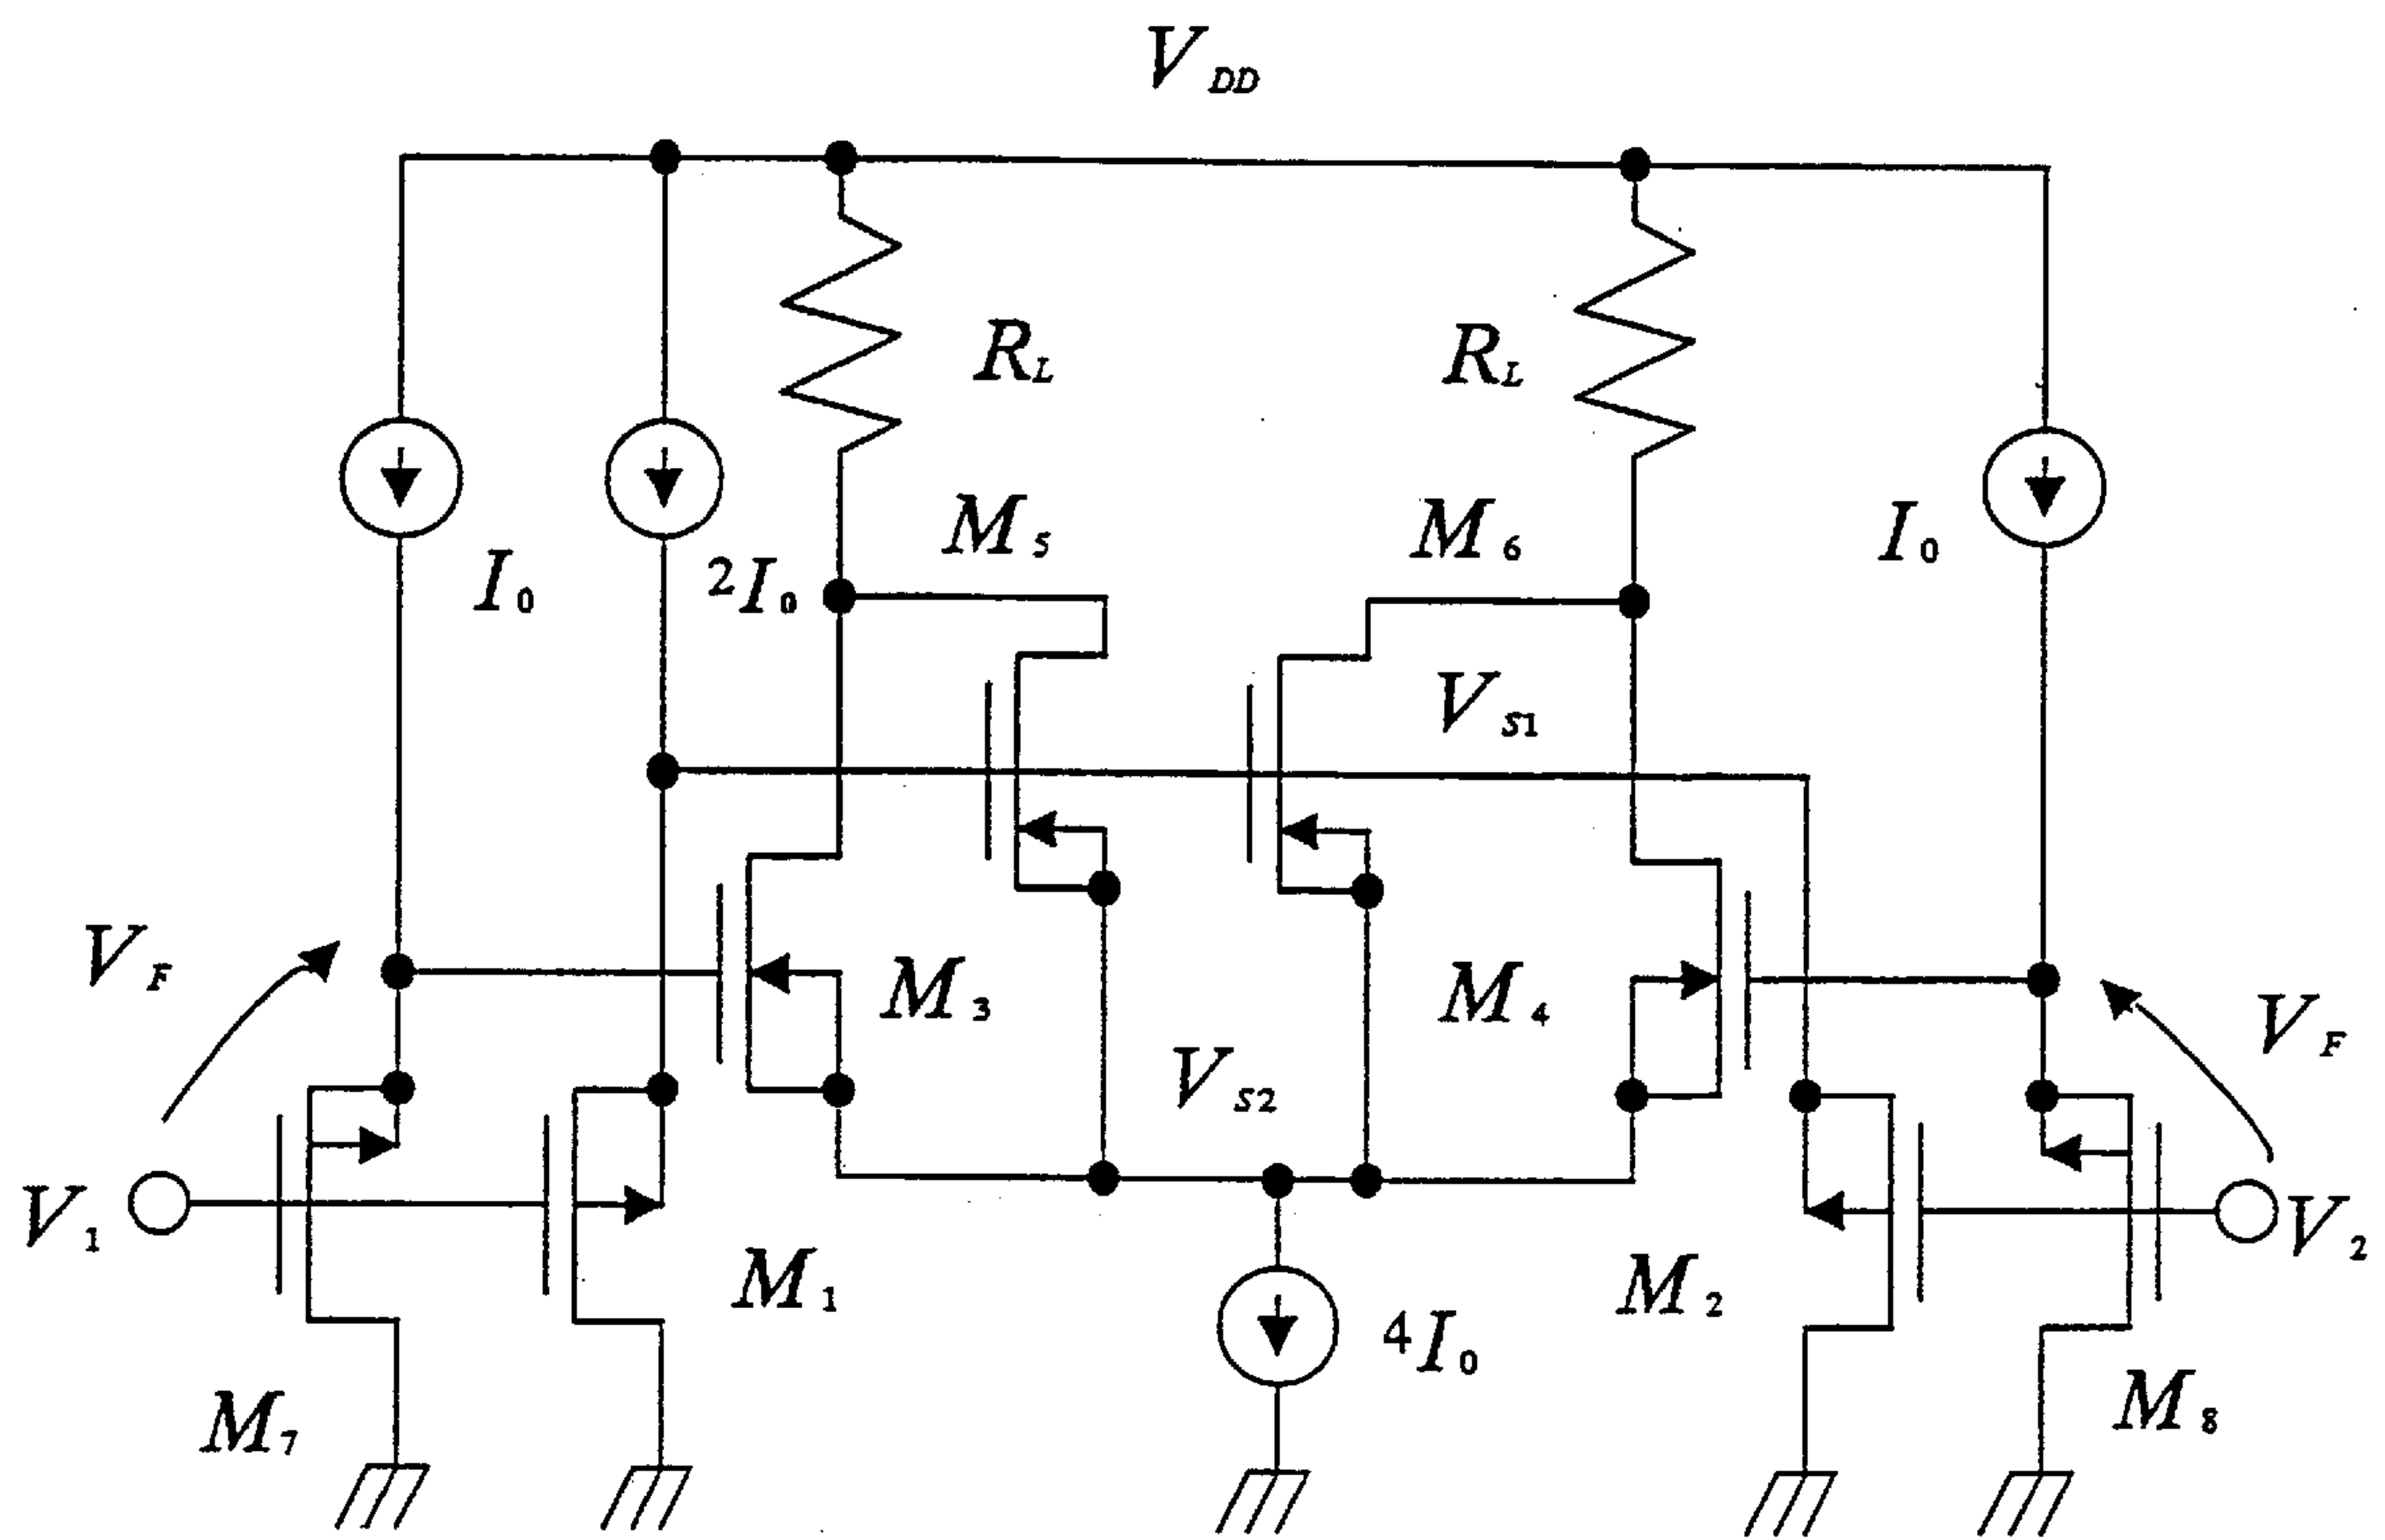 V_DD
R_L
R_L
M_5
M_6
I_0
2I_0
I_0
V_S1
V_F
M_3
M_4
V_F
V_S2
V_1
M_1
M_2
V_2
4I_0
M_7
M_8